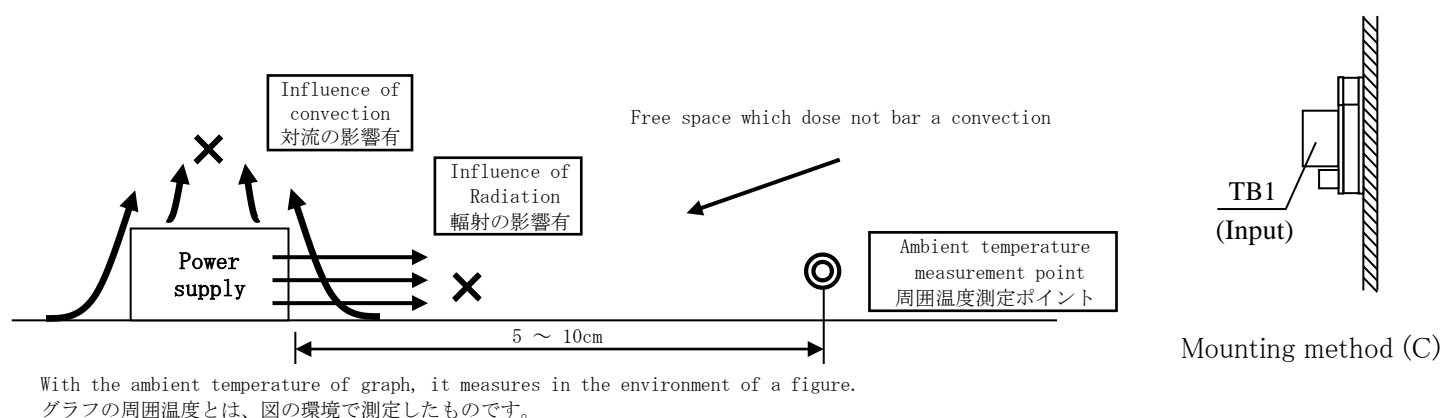 Influence of
convection
対流の影響有
Free space which dose not bar a convection
Influence of
Radiation
輻射の影響有
Power
supply
Ambient temperature
measurement point
周囲温度測定ポイント
5 ～ 10cm
With the ambient temperature of graph, it measures in the environment of a figure.
グラフの周囲温度とは、図の環境で測定したものです。
TB1
(Input)
Mounting method (C)